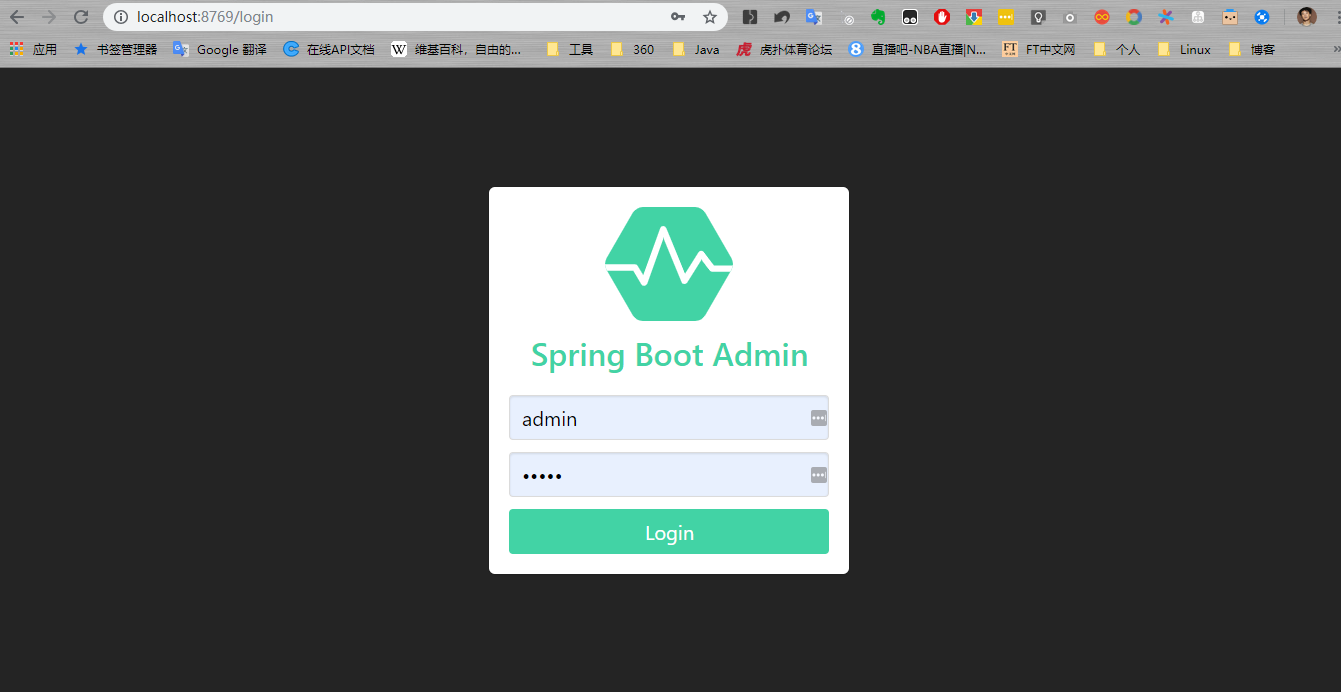 localhost:8769/login
应用 书签管理器 Google 翻译 在线API文档 W 维基百科，自由的... 工具 360 Java 虎 虎扑体育论坛 8 直播吧-NBA直播|N... FT FT中文网 个人 Linux 博客 »
Spring Boot Admin
admin
•••••
Login